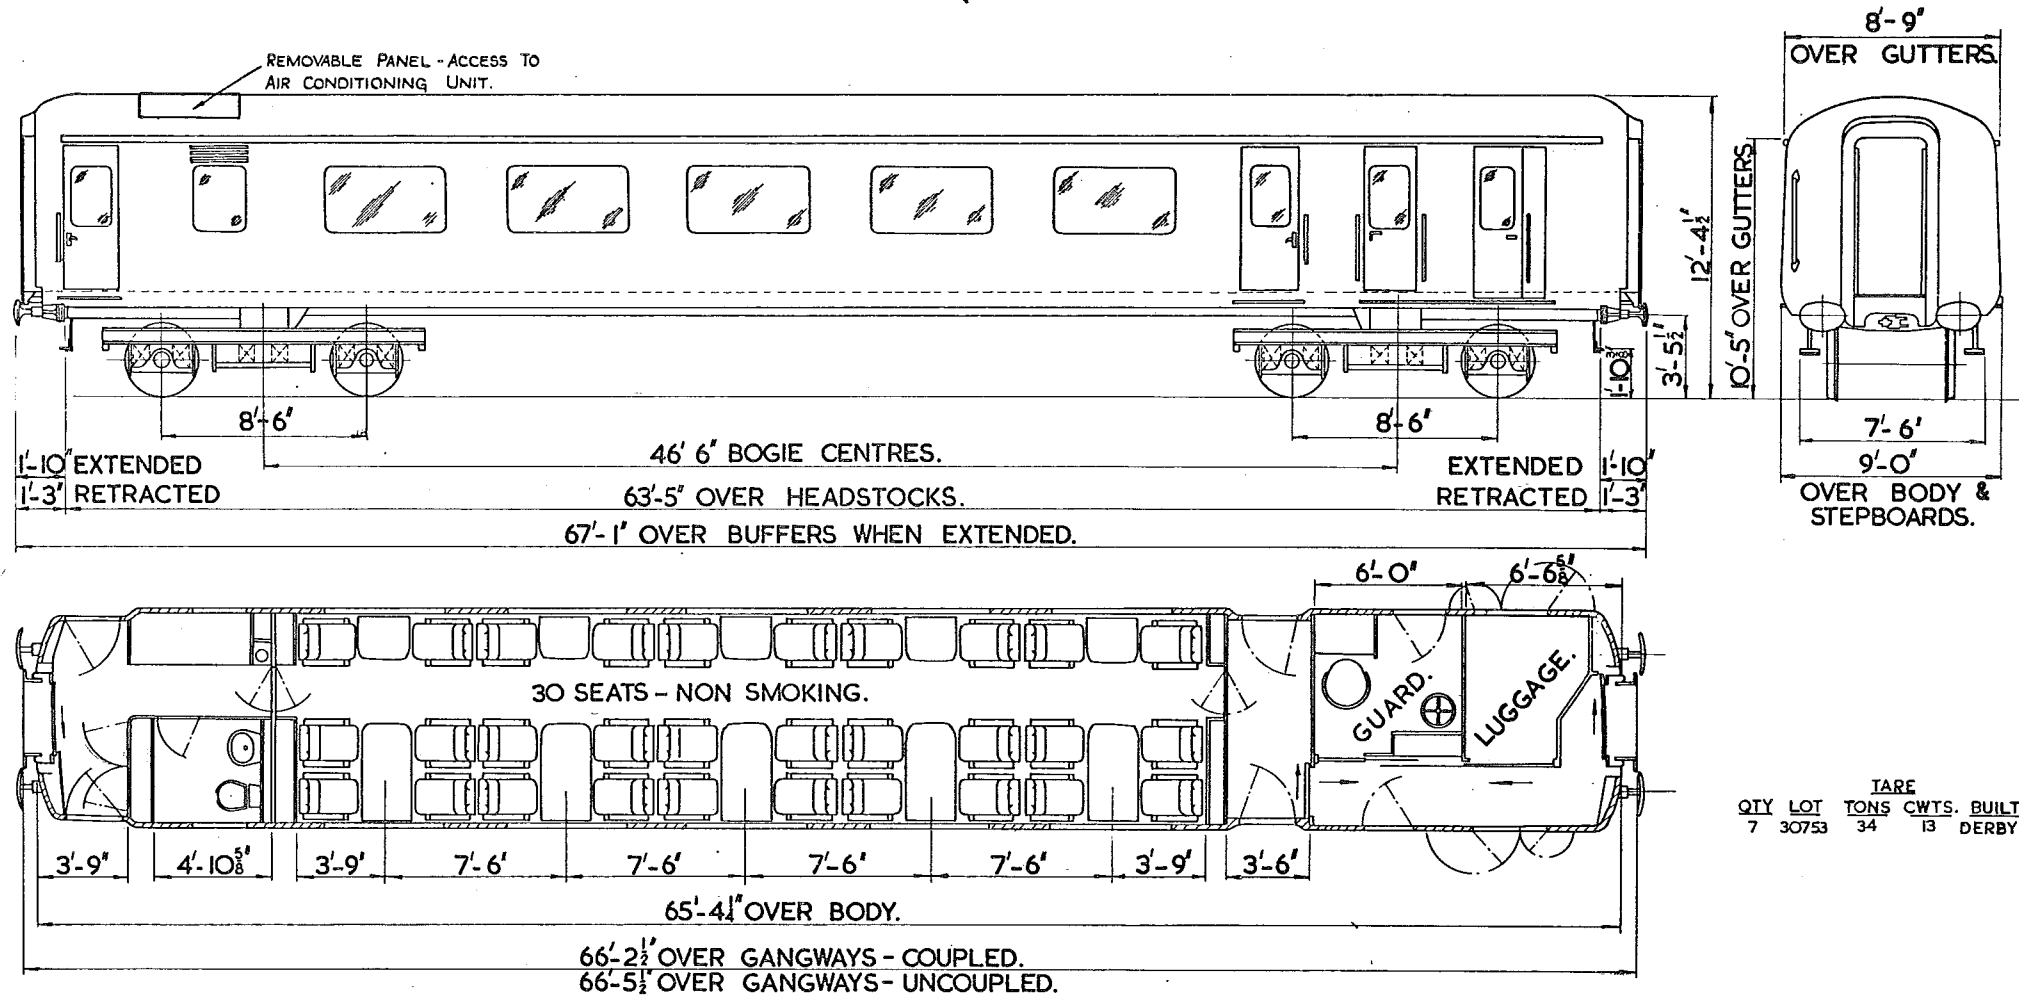 8'-9"
OVER GUTTERS.
REMOVABLE PANEL - ACCESS TO
AIR CONDITIONING UNIT.
12'-4½"
10'-5" OVER GUTTERS.
3'-5½"
1'-10⅜"
8'-6"
8'-6"
7'-6"
46' 6" BOGIE CENTRES.
1'-10" EXTENDED
EXTENDED 1'-10"
9'-0"
1'-3" RETRACTED
63'-5" OVER HEADSTOCKS.
RETRACTED 1'-3"
OVER BODY &
STEPBOARDS.
67'-1" OVER BUFFERS WHEN EXTENDED.
6'-0"
6'-6⅝"
30 SEATS - NON SMOKING.
GUARD.
LUGGAGE.
TARE
QTY LOT TONS CWTS. BUILT
7 30753 34 13 DERBY
3'-9"
4'-10⅝"
3'-9"
7'-6"
7'-6"
7'-6"
7'-6"
3'-9"
3'-6"
65'-4¼" OVER BODY.
66'-2½" OVER GANGWAYS - COUPLED.
66'-5½" OVER GANGWAYS - UNCOUPLED.